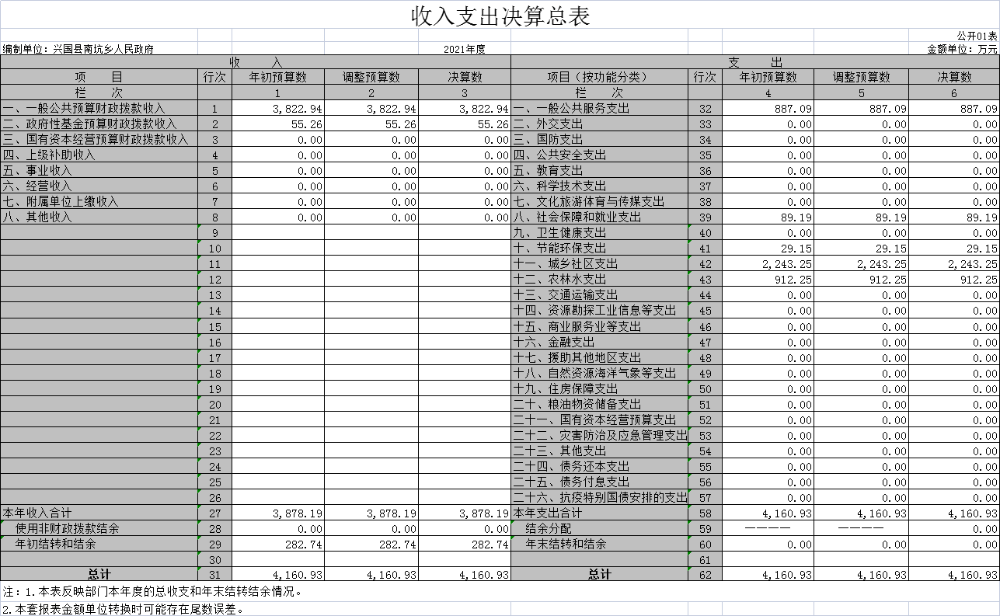 收入支出决算总表
公开01表
编制单位：兴国县南坑乡人民政府 2021年度 金额单位：万元
收 入 支 出
项 目 行次 年初预算数 调整预算数 决算数 项目（按功能分类） 行次 年初预算数 调整预算数 决算数
栏 次 1 2 3 栏 次 4 5 6
一、一般公共预算财政拨款收入 1 3,822.94 3,822.94 3,822.94 一、一般公共服务支出 32 887.09 887.09 887.09
二、政府性基金预算财政拨款收入 2 55.26 55.26 55.26 二、外交支出 33 0.00 0.00 0.00
三、国有资本经营预算财政拨款收入 3 0.00 0.00 0.00 三、国防支出 34 0.00 0.00 0.00
四、上级补助收入 4 0.00 0.00 0.00 四、公共安全支出 35 0.00 0.00 0.00
五、事业收入 5 0.00 0.00 0.00 五、教育支出 36 0.00 0.00 0.00
六、经营收入 6 0.00 0.00 0.00 六、科学技术支出 37 0.00 0.00 0.00
七、附属单位上缴收入 7 0.00 0.00 0.00 七、文化旅游体育与传媒支出 38 0.00 0.00 0.00
八、其他收入 8 0.00 0.00 0.00 八、社会保障和就业支出 39 89.19 89.19 89.19
9 九、卫生健康支出 40 0.00 0.00 0.00
10 十、节能环保支出 41 29.15 29.15 29.15
11 十一、城乡社区支出 42 2,243.25 2,243.25 2,243.25
12 十二、农林水支出 43 912.25 912.25 912.25
13 十三、交通运输支出 44 0.00 0.00 0.00
14 十四、资源勘探工业信息等支出 45 0.00 0.00 0.00
15 十五、商业服务业等支出 46 0.00 0.00 0.00
16 十六、金融支出 47 0.00 0.00 0.00
17 十七、援助其他地区支出 48 0.00 0.00 0.00
18 十八、自然资源海洋气象等支出 49 0.00 0.00 0.00
19 十九、住房保障支出 50 0.00 0.00 0.00
20 二十、粮油物资储备支出 51 0.00 0.00 0.00
21 二十一、国有资本经营预算支出 52 0.00 0.00 0.00
22 二十二、灾害防治及应急管理支出 53 0.00 0.00 0.00
23 二十三、其他支出 54 0.00 0.00 0.00
24 二十四、债务还本支出 55 0.00 0.00 0.00
25 二十五、债务付息支出 56 0.00 0.00 0.00
26 二十六、抗疫特别国债安排的支出 57 0.00 0.00 0.00
本年收入合计 27 3,878.19 3,878.19 3,878.19 本年支出合计 58 4,160.93 4,160.93 4,160.93
使用非财政拨款结余 28 0.00 0.00 0.00 结余分配 59 ———— ———— 0.00
年初结转和结余 29 282.74 282.74 282.74 年末结转和结余 60 0.00 0.00 0.00
30 61
总计 31 4,160.93 4,160.93 4,160.93 总计 62 4,160.93 4,160.93 4,160.93
注：1.本表反映部门本年度的总收支和年末结转结余情况。
2.本套报表金额单位转换时可能存在尾数误差。